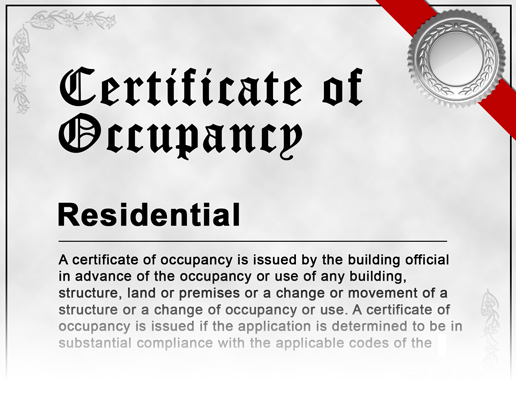 Certificate of
Occupancy
Residential
A certificate of occupancy is issued by the building official
in advance of the occupancy or use of any building,
structure, land or premises or a change or movement of a
structure or a change of occupancy or use. A certificate of
occupancy is issued if the application is determined to be in
substantial compliance with the applicable codes of the